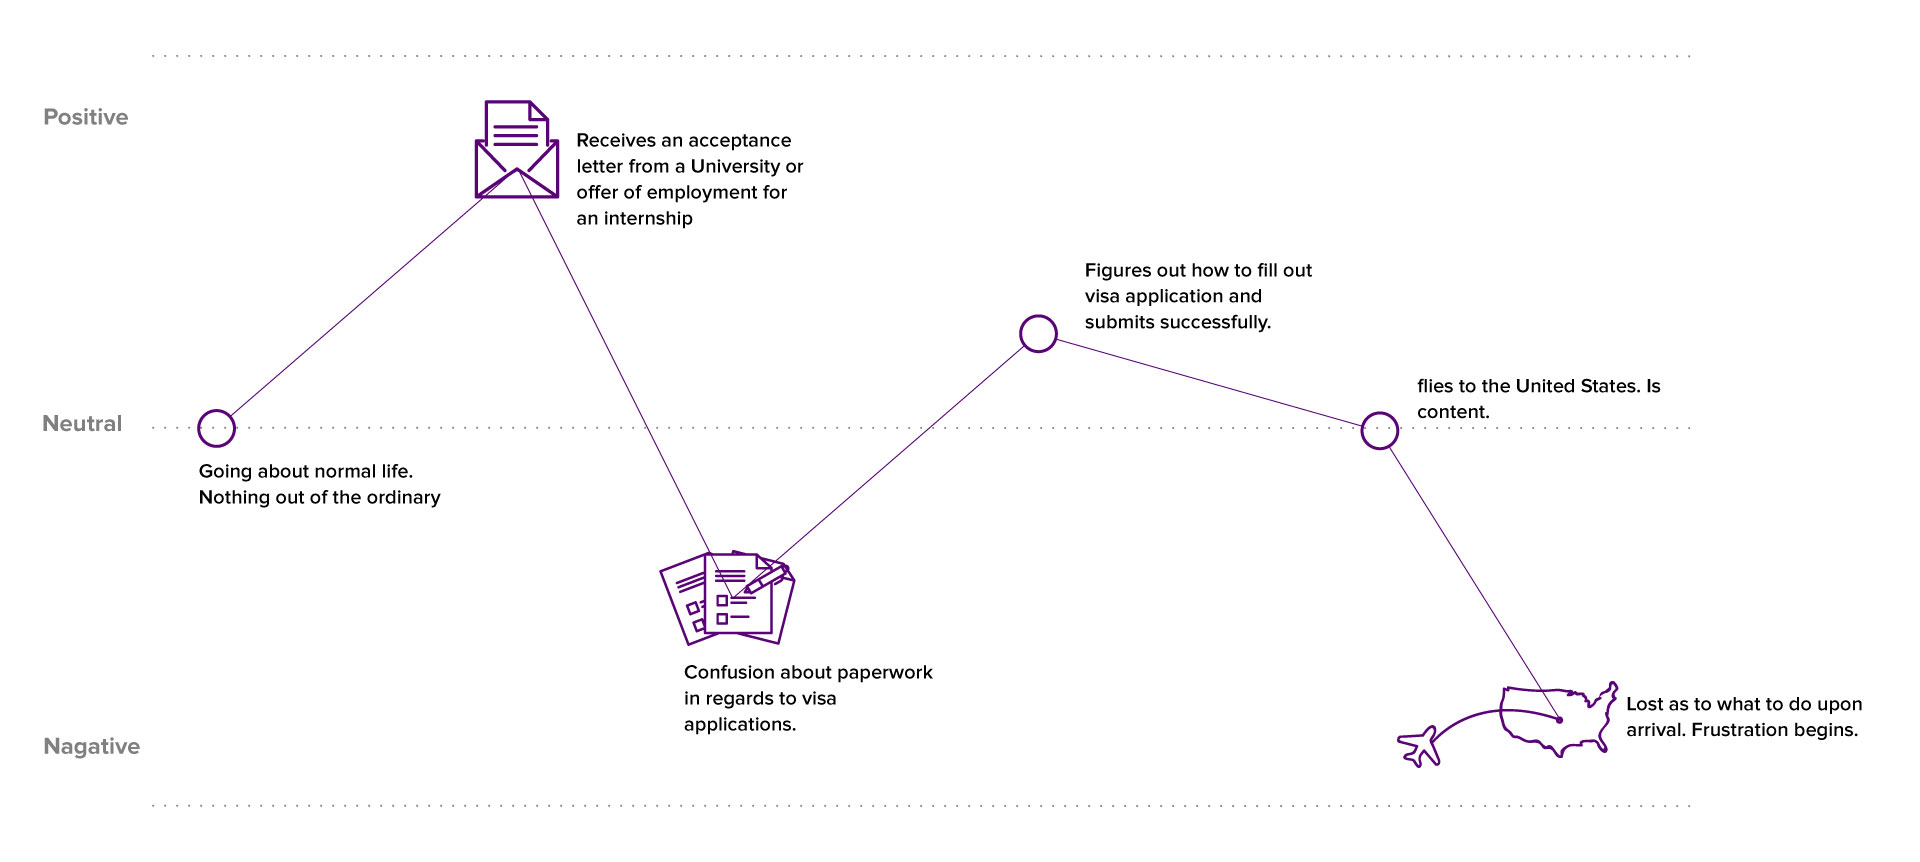 Positive
Receives an acceptance
letter from a University or
offer of employment for
an internship
Figures out how to fill out
visa application and
submits successfully.
flies to the United States. Is
content.
Neutral
Going about normal life.
Nothing out of the ordinary
Confusion about paperwork
in regards to visa
applications.
Lost as to what to do upon
arrival. Frustration begins.
Nagative